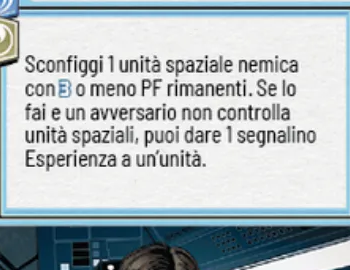 Sconfiggi 1 unità spaziale nemica
con 3 o meno PF rimanenti. Se lo
fai e un avversario non controlla
unità spaziali, puoi dare 1 segnalino
Esperienza a un'unità.